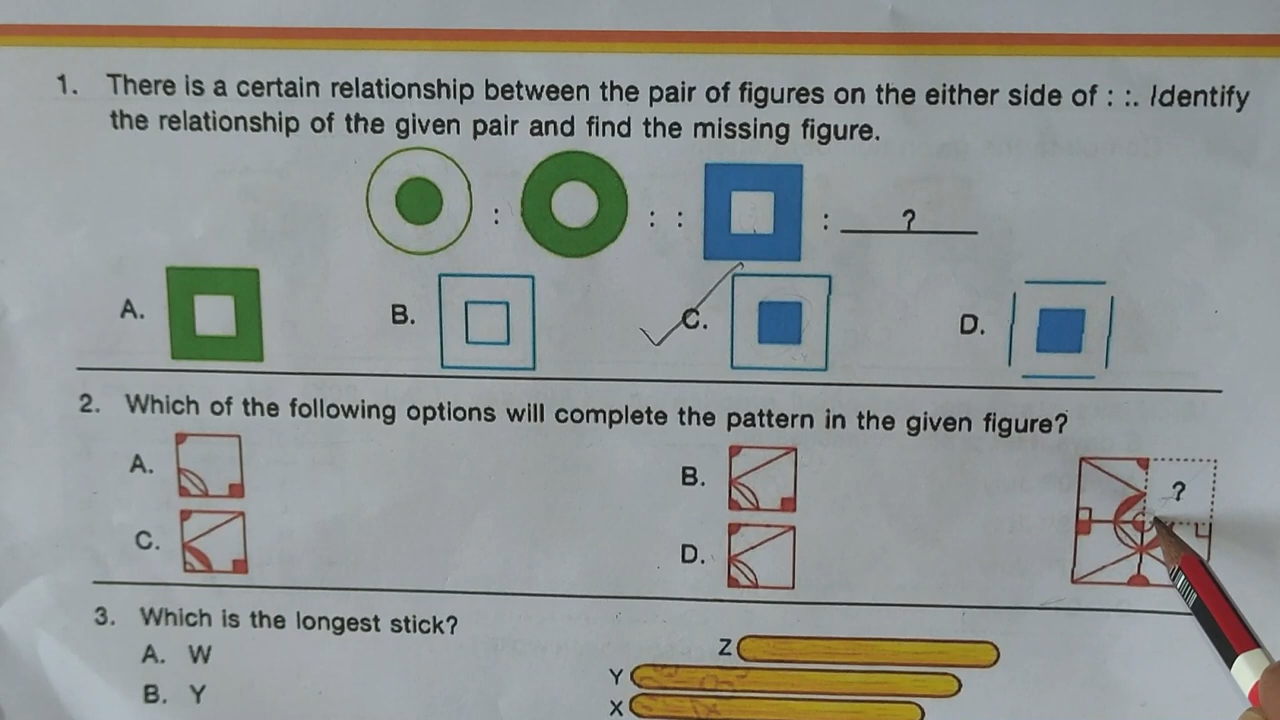 1. There is a certain relationship between the pair of figures on the either side of : :. Identify
the relationship of the given pair and find the missing figure.
: : : : ?
A. B. C. D.
2. Which of the following options will complete the pattern in the given figure?
A. B.
?
C. D.
3. Which is the longest stick?
Z
A. W
Y
B. Y
X